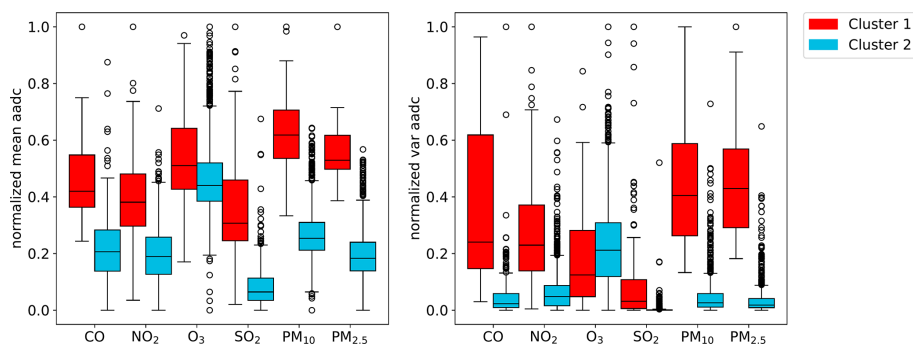 normalized mean aadc
1.0
0.8
0.6
0.4
0.2
0.0
CO NO₂ O₃ SO₂ PM₁₀ PM₂.₅
normalized var aadc
1.0
0.8
0.6
0.4
0.2
0.0
CO NO₂ O₃ SO₂ PM₁₀ PM₂.₅
Cluster 1
Cluster 2